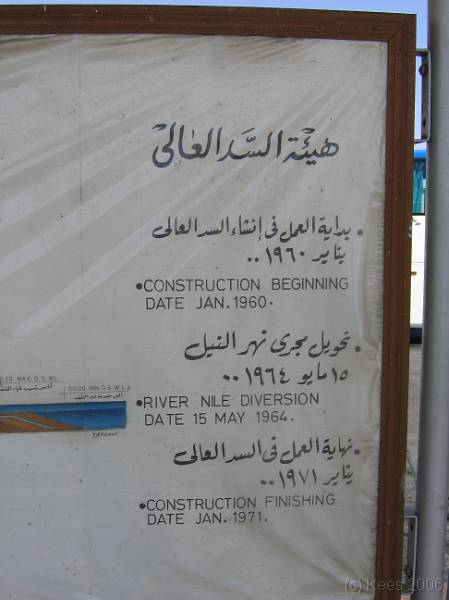 هيئة السد العالى
• بداية العمل فى إنشاء السد العالى
يناير ١٩٦٠ ..
•CONSTRUCTION BEGINNING
DATE JAN. 1960.
• تحويل مجرى نهر النيل
١٥ مايو ١٩٦٤ ..
•RIVER NILE DIVERSION
DATE 15 MAY 1964.
• نهاية العمل فى السد العالى
يناير ١٩٧١ ..
•CONSTRUCTION FINISHING
DATE JAN. 1971.
MAX. O. S.W.L.
MIN. O.S.W.L.
(c) Kees 2006